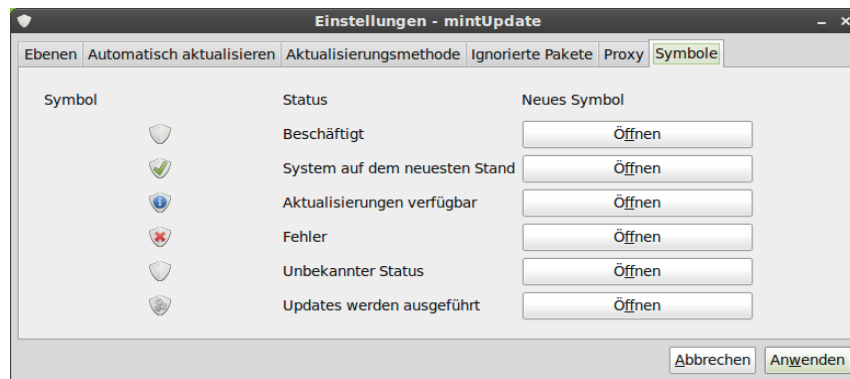 Einstellungen - mintUpdate
Ebenen Automatisch aktualisieren Aktualisierungsmethode Ignorierte Pakete Proxy Symbole
Symbol Status Neues Symbol
Beschäftigt Öffnen
System auf dem neuesten Stand Öffnen
Aktualisierungen verfügbar Öffnen
Fehler Öffnen
Unbekannter Status Öffnen
Updates werden ausgeführt Öffnen
Abbrechen Anwenden